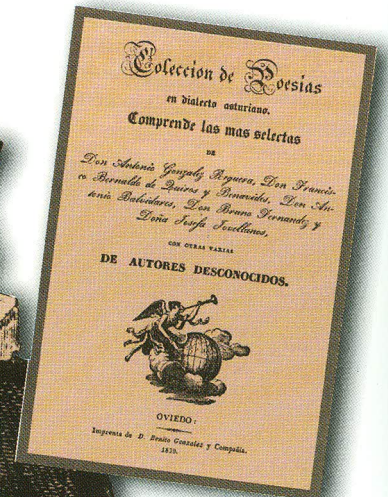 Coleccion de Poesias
en dialecto asturiano.
Comprende las mas selectas
DE
Don Antonio Gonzalez Reguera, Don Francis-
co Bernaldo de Quiros y Benavides, Don An-
tonio Balvidares, Don Bruno Fernandez y
Doña Josefa Jovellanos,
CON OTRAS VARIAS
DE AUTORES DESCONOCIDOS.
OVIEDO:
Imprenta de D. Benito Gonzalez y Compañia.
1839.